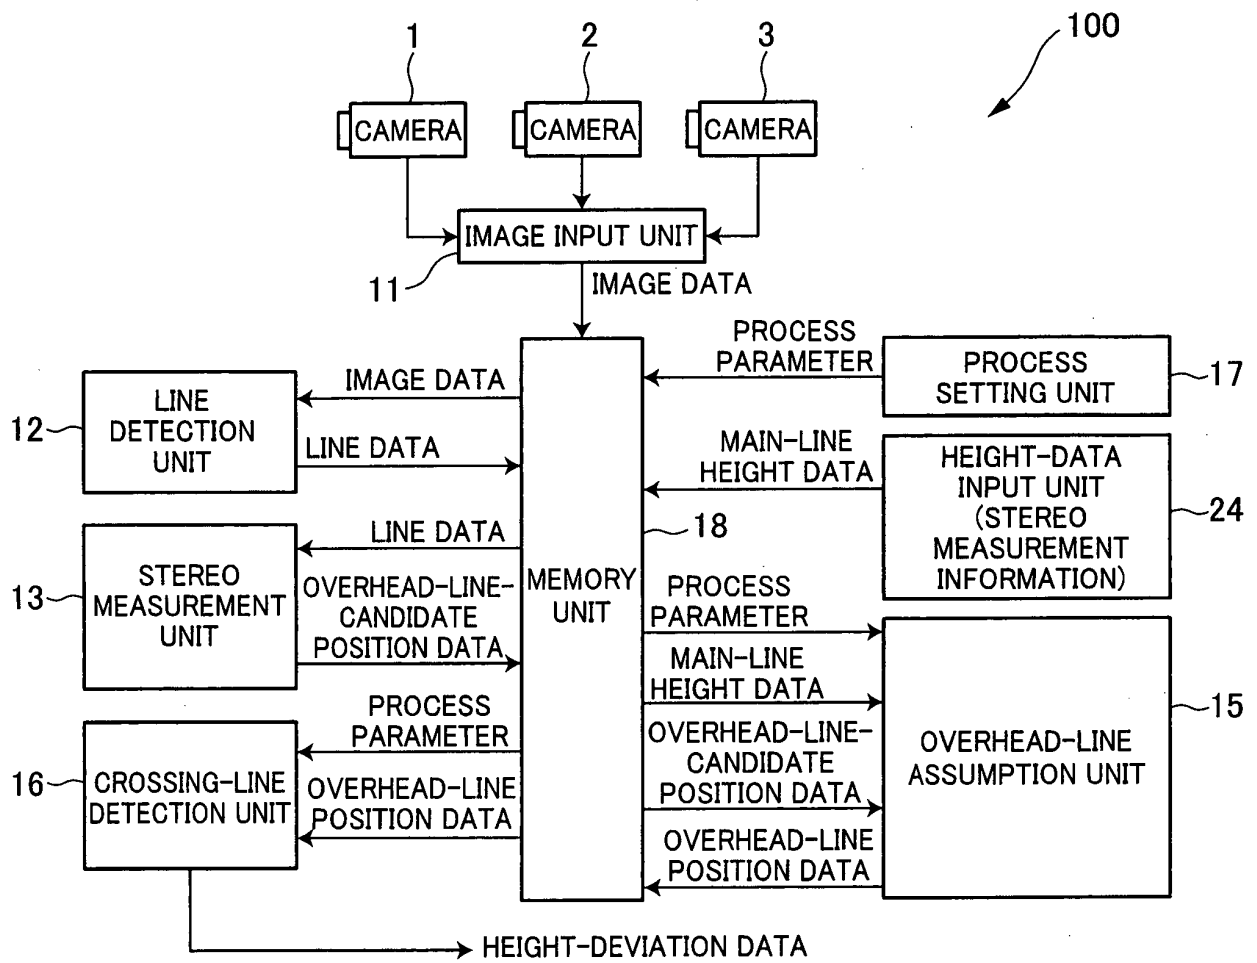 100
1
2
3
CAMERA
CAMERA
CAMERA
IMAGE INPUT UNIT
11
IMAGE DATA
PROCESS
PARAMETER
PROCESS
SETTING UNIT
17
12
LINE
DETECTION
UNIT
IMAGE DATA
LINE DATA
MAIN-LINE
HEIGHT DATA
HEIGHT-DATA
INPUT UNIT
(STEREO
MEASUREMENT
INFORMATION)
24
18
MEMORY
UNIT
13
STEREO
MEASUREMENT
UNIT
LINE DATA
OVERHEAD-LINE-
CANDIDATE
POSITION DATA
PROCESS
PARAMETER
MAIN-LINE
HEIGHT DATA
OVERHEAD-LINE-
CANDIDATE
POSITION DATA
OVERHEAD-LINE
POSITION DATA
OVERHEAD-LINE
ASSUMPTION UNIT
15
16
CROSSING-LINE
DETECTION UNIT
PROCESS
PARAMETER
OVERHEAD-LINE
POSITION DATA
HEIGHT-DEVIATION DATA